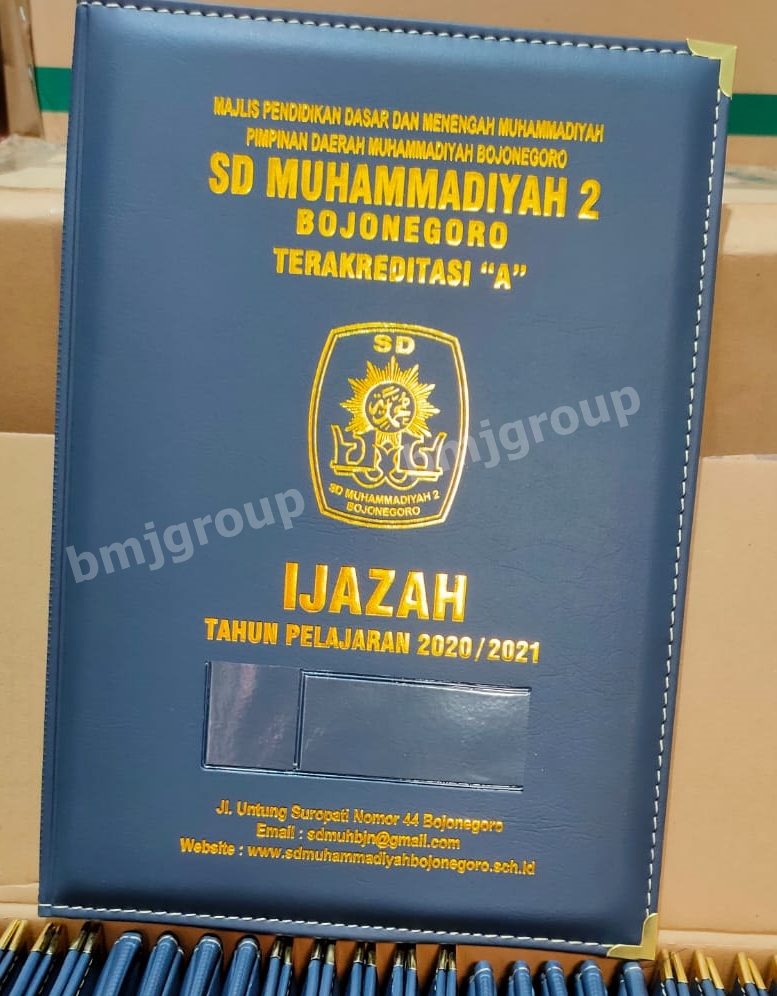 MAJLIS PENDIDIKAN DASAR DAN MENENGAH MUHAMMADIYAH
PIMPINAN DAERAH MUHAMMADIYAH BOJONEGORO
SD MUHAMMADIYAH 2
BOJONEGORO
TERAKREDITASI “A”
SD
SD MUHAMMADIYAH 2
BOJONEGORO
bmjgroup bmjgroup
IJAZAH
TAHUN PELAJARAN 2020/2021
Jl. Untung Suropati Nomor 44 Bojonegoro
Email : sdmuhbjn@gmail.com
Website : www.sdmuhammadiyahbojonegoro.sch.id